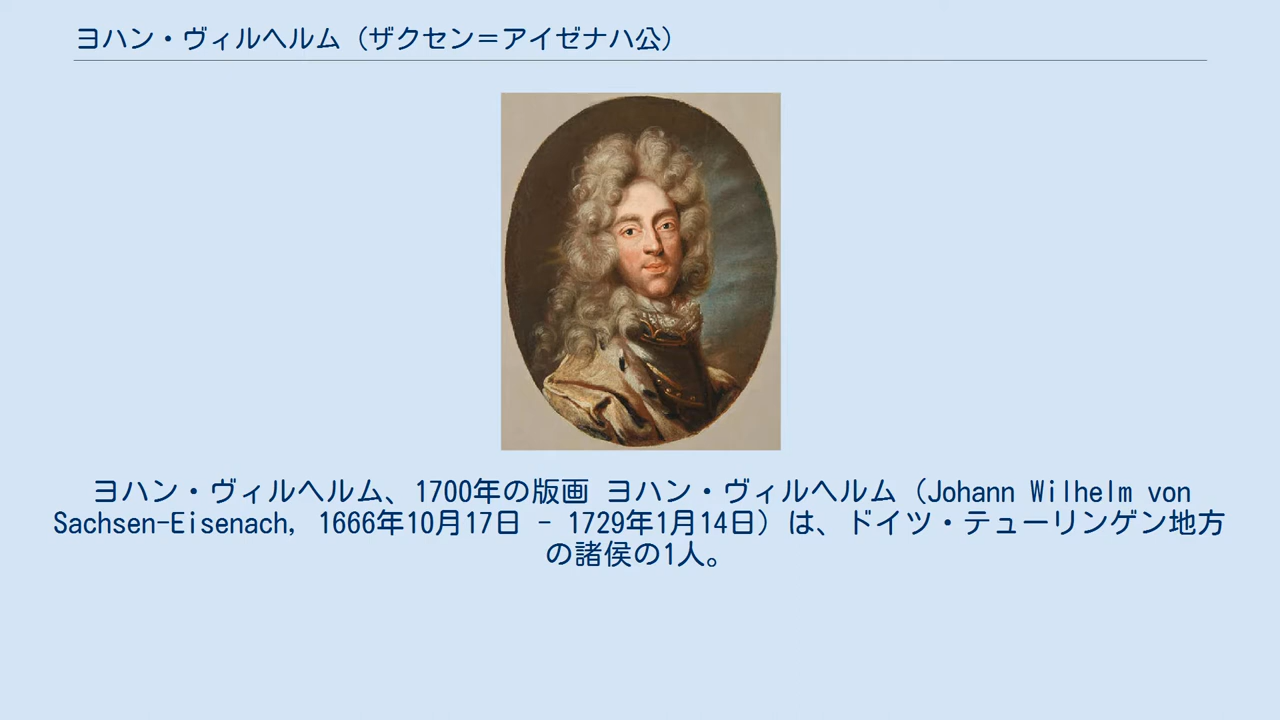 ヨハン・ヴィルヘルム（ザクセン＝アイゼナハ公）
ヨハン・ヴィルヘルム、1700年の版画 ヨハン・ヴィルヘルム（Johann Wilhelm von
Sachsen-Eisenach, 1666年10月17日 - 1729年1月14日）は、ドイツ・テューリンゲン地方
の諸侯の1人。